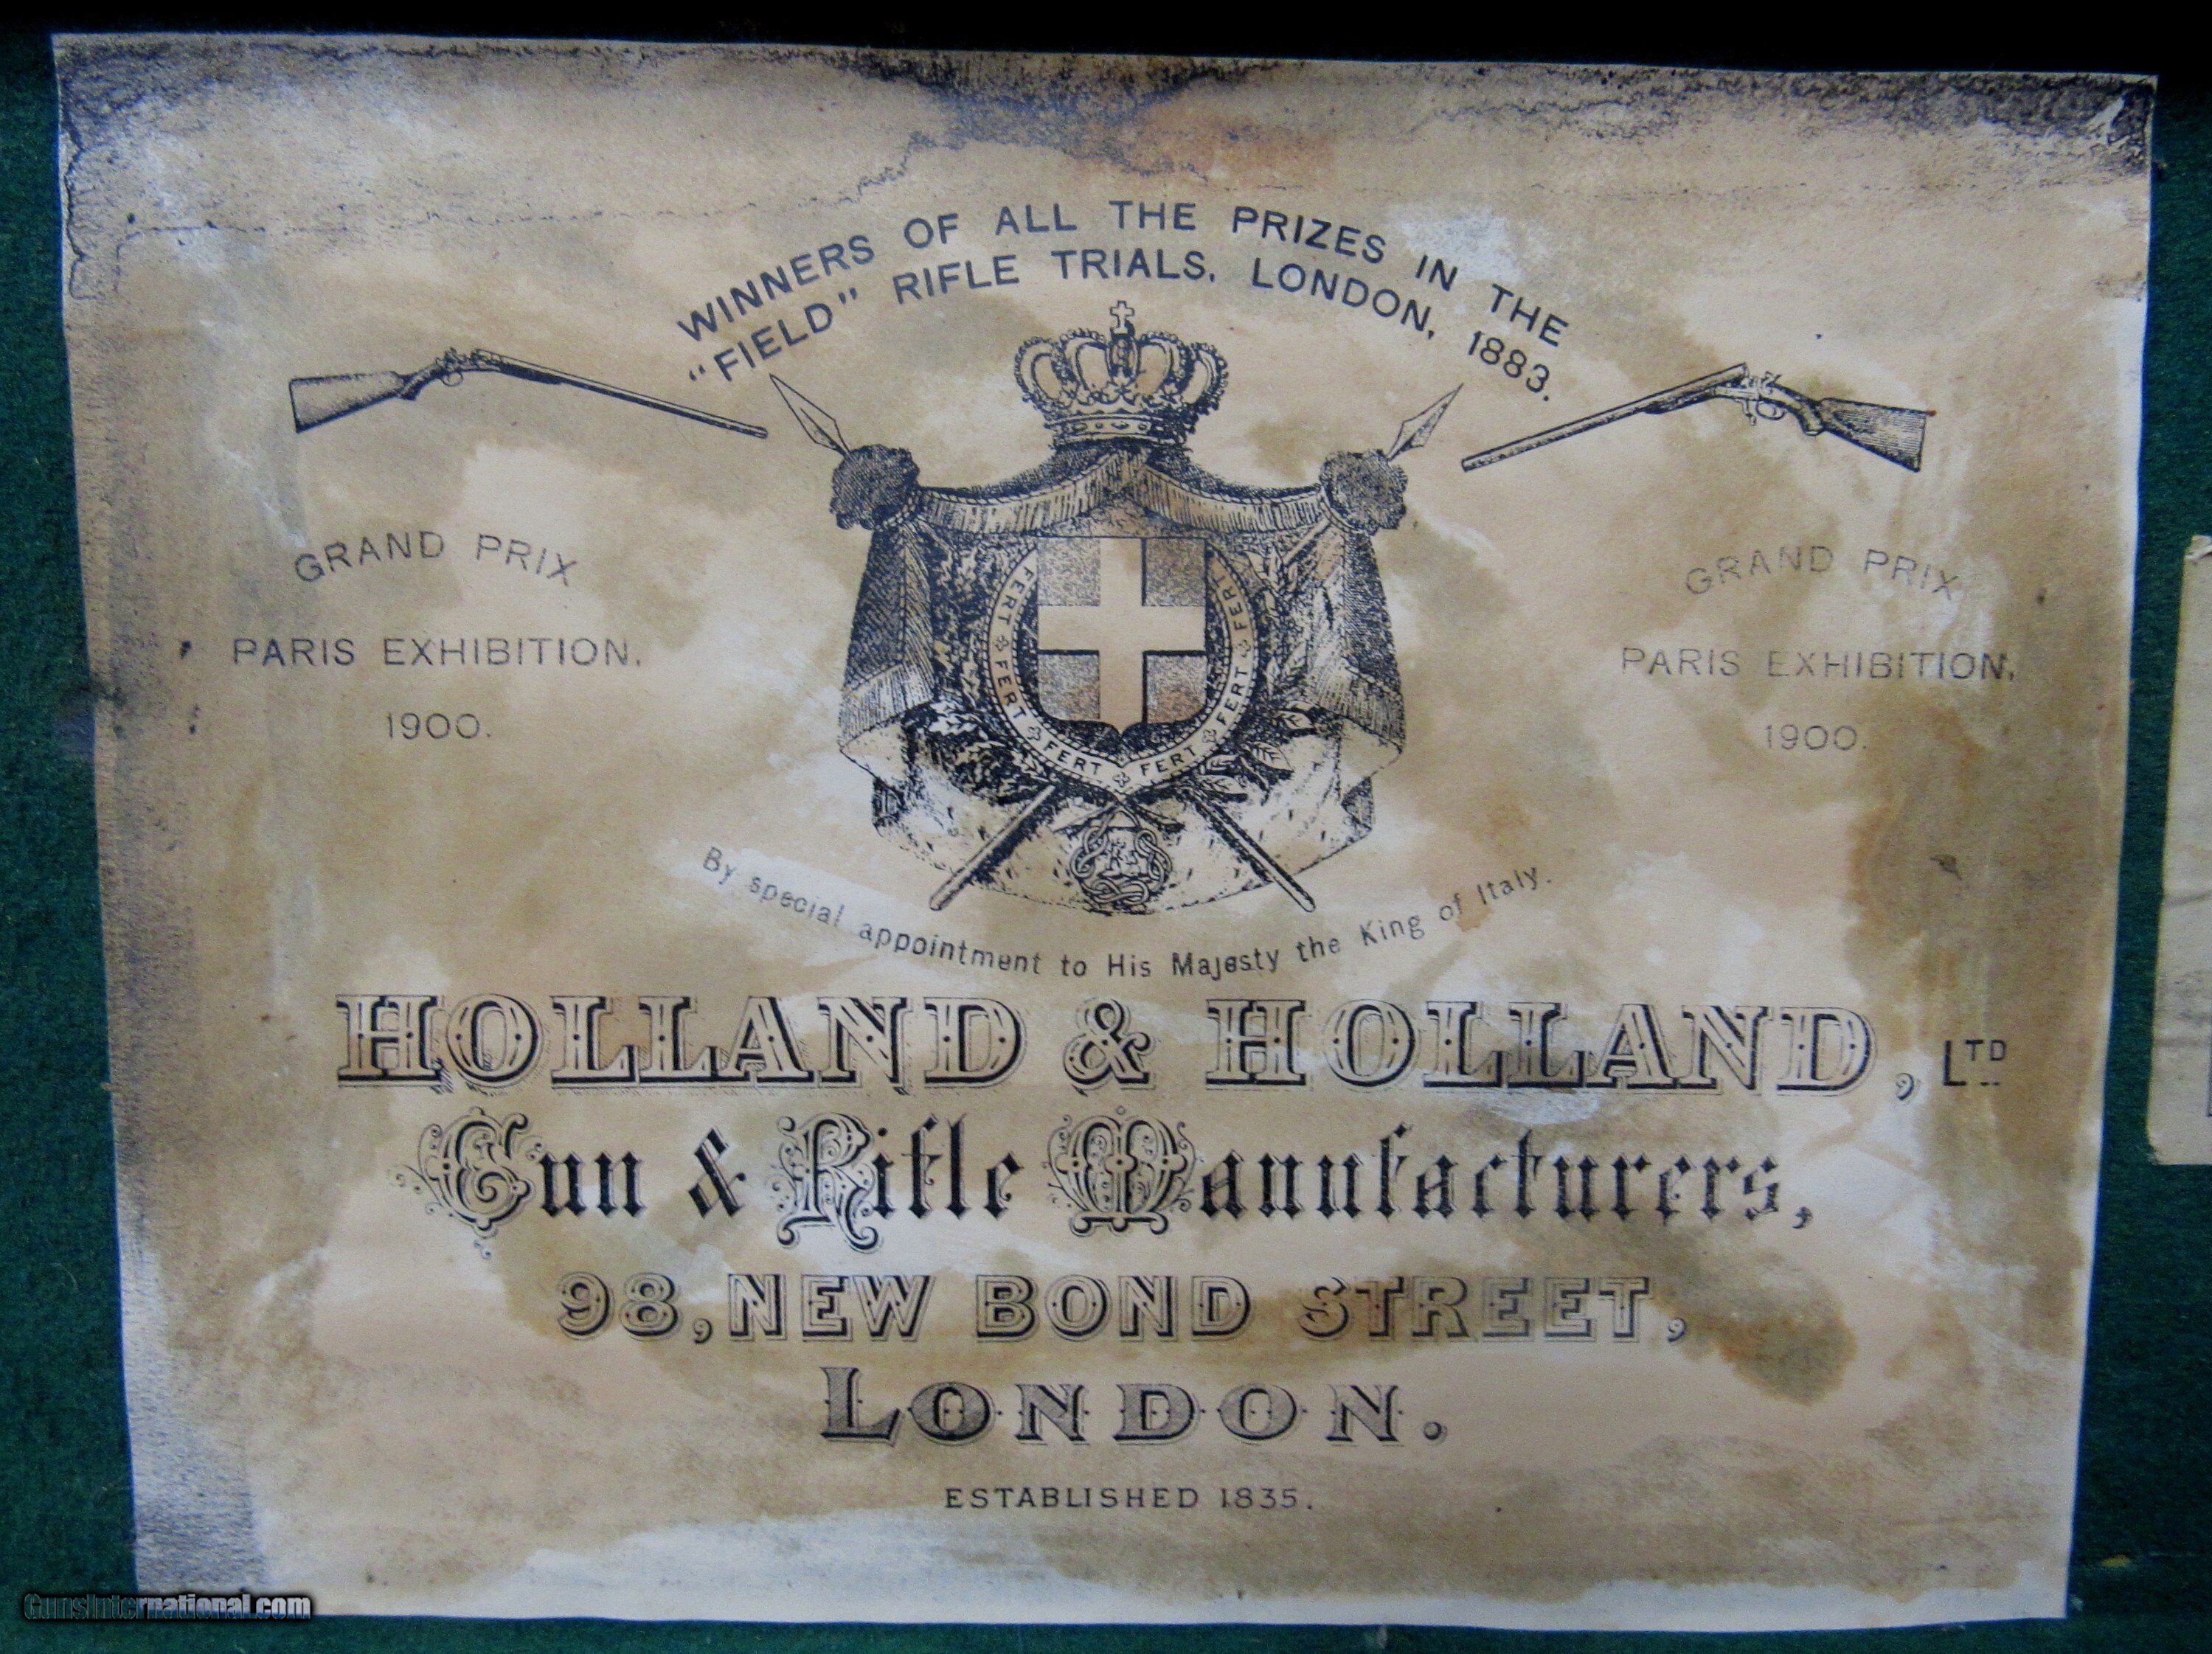 WINNERS OF ALL THE PRIZES IN THE
"FIELD" RIFLE TRIALS. LONDON, 1883.
GRAND PRIX
PARIS EXHIBITION.
1900.
GRAND PRIX
PARIS EXHIBITION.
1900.
FERT FERT FERT FERT FERT FERT
By special appointment to His Majesty the King of Italy.
HOLLAND & HOLLAND, LTD
Gun & Rifle Manufacturers,
98, NEW BOND STREET,
LONDON.
ESTABLISHED 1835.
GunsInternational.com